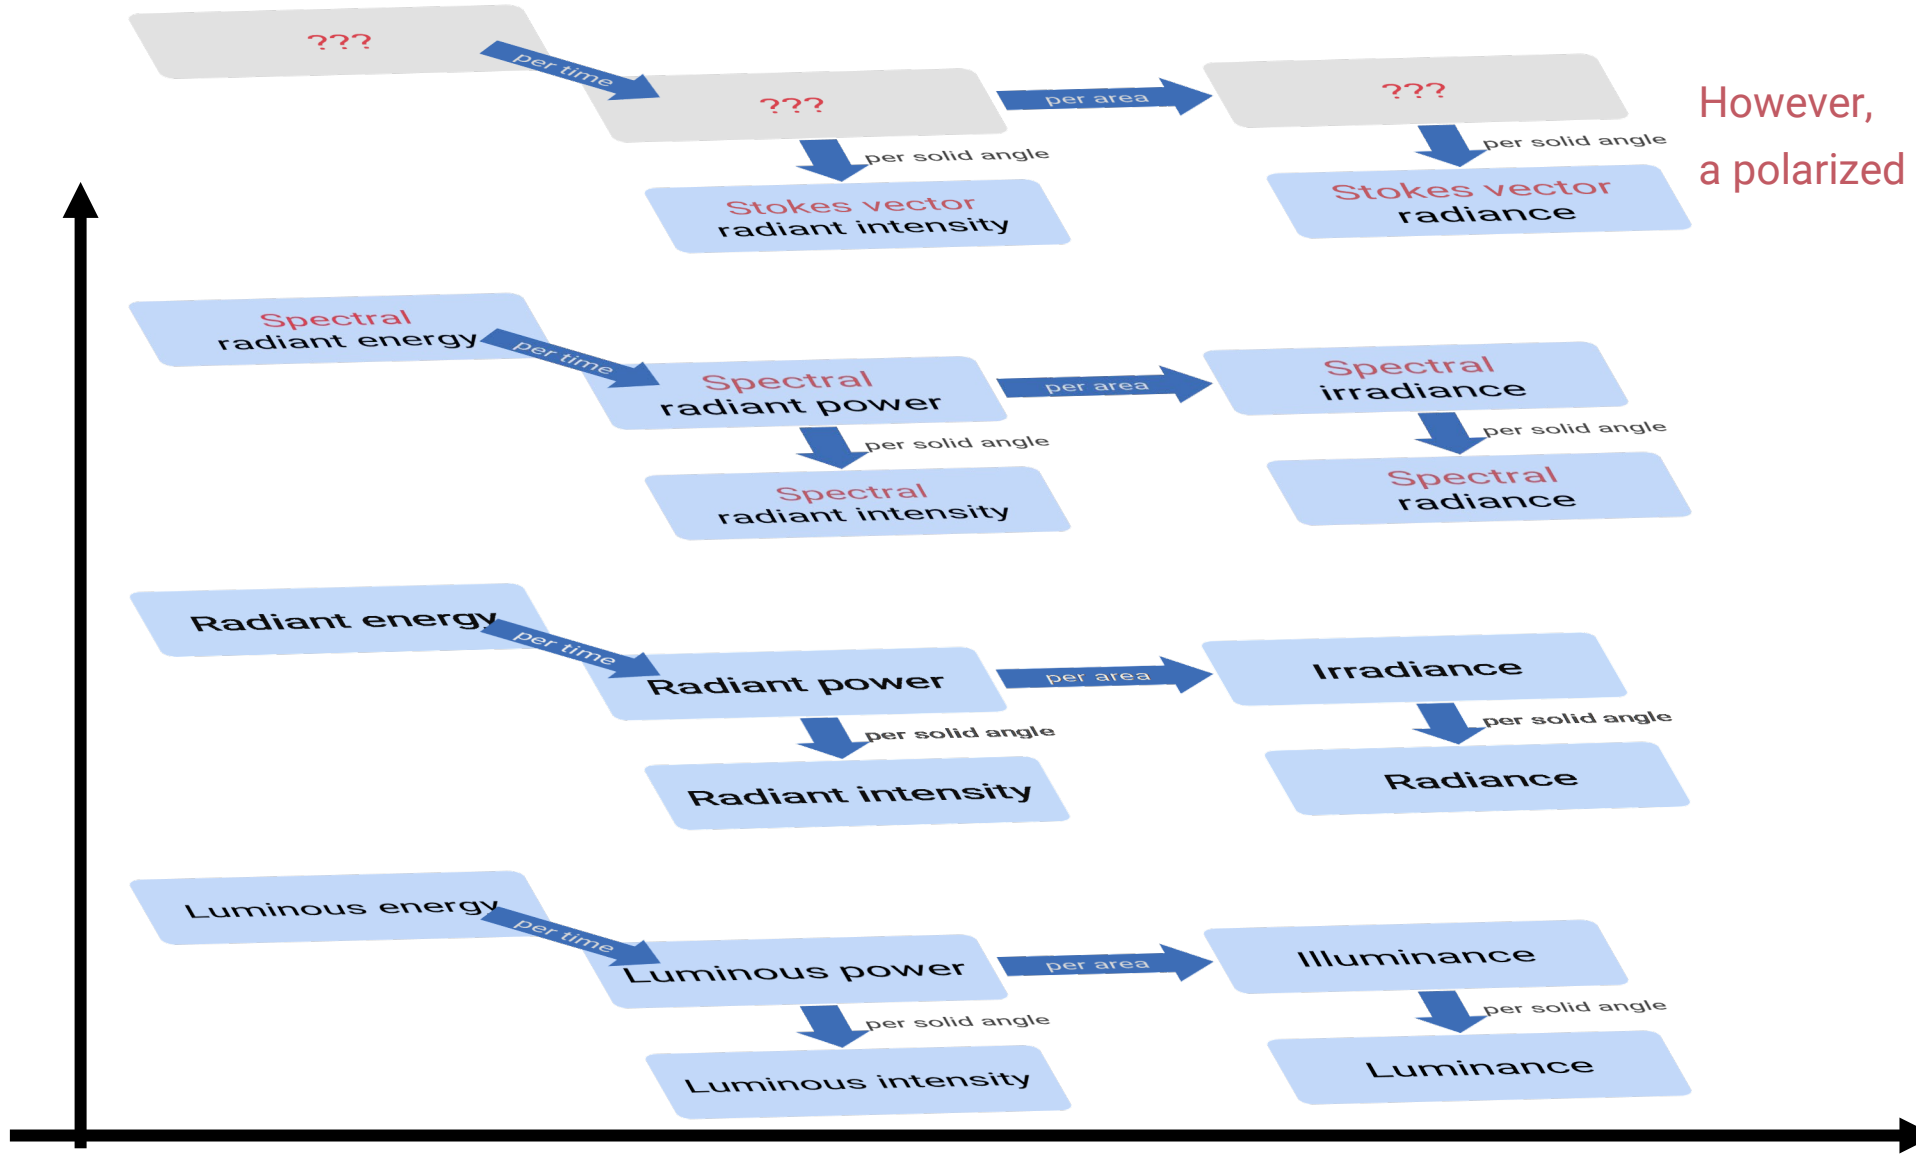 ???
per time
???
per area
???
However,
a polarized
per solid angle
per solid angle
Stokes vector
radiant intensity
Stokes vector
radiance
Spectral
radiant energy
per time
Spectral
radiant power
per area
Spectral
irradiance
per solid angle
per solid angle
Spectral
radiant intensity
Spectral
radiance
Radiant energy
per time
Radiant power
per area
Irradiance
per solid angle
per solid angle
Radiant intensity
Radiance
Luminous energy
per time
Luminous power
per area
Illuminance
per solid angle
per solid angle
Luminous intensity
Luminance